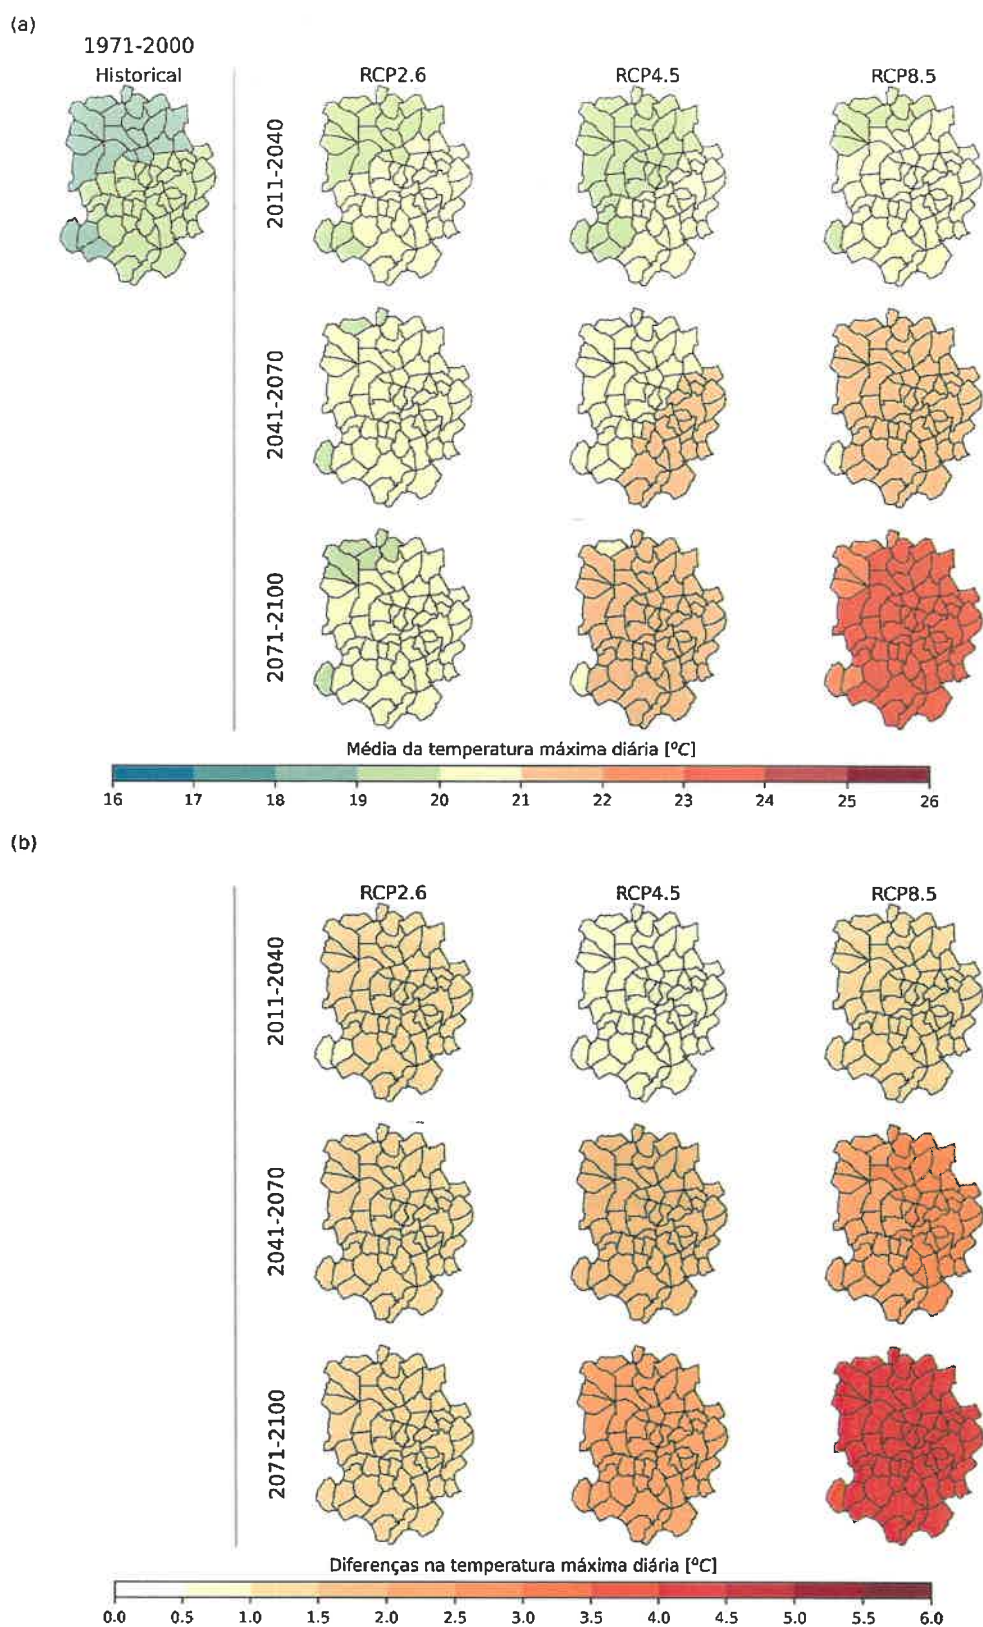 (a)
1971-2000
Historical
RCP2.6
RCP4.5
RCP8.5
2011-2040
2041-2070
2071-2100
Média da temperatura máxima diária [°C]
16 17 18 19 20 21 22 23 24 25 26
(b)
RCP2.6
RCP4.5
RCP8.5
2011-2040
2041-2070
2071-2100
Diferenças na temperatura máxima diária [°C]
0.0 0.5 1.0 1.5 2.0 2.5 3.0 3.5 4.0 4.5 5.0 5.5 6.0